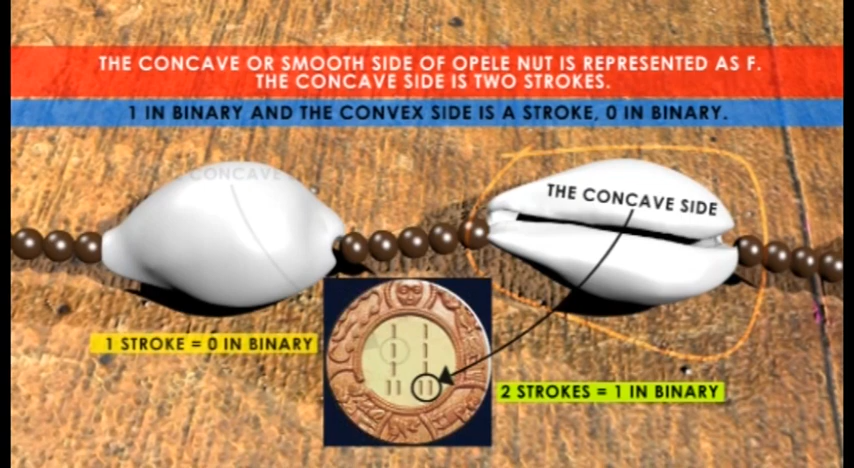 THE CONCAVE OR SMOOTH SIDE OF OPELE NUT IS REPRESENTED AS F.
THE CONCAVE SIDE IS TWO STROKES.
1 IN BINARY AND THE CONVEX SIDE IS A STROKE, 0 IN BINARY.
CONCAVE
THE CONCAVE SIDE
1 STROKE = 0 IN BINARY
2 STROKES = 1 IN BINARY